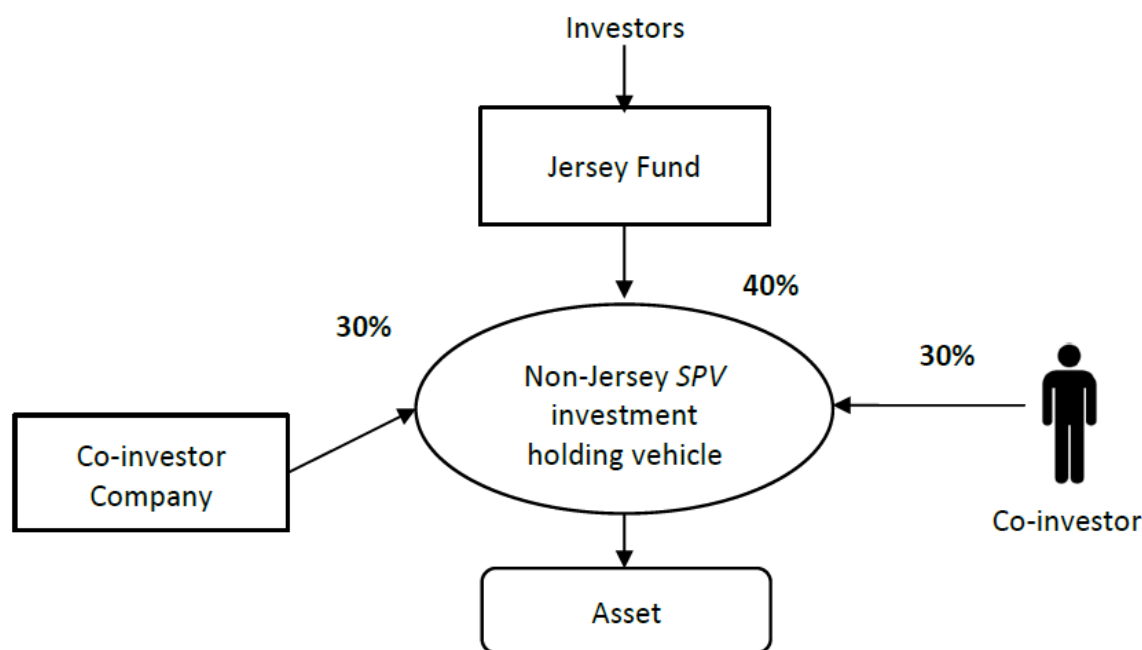 Investors
Jersey Fund
40%
30%
30%
Non-Jersey SPV
investment
holding vehicle
Co-investor
Company
Co-investor
Asset